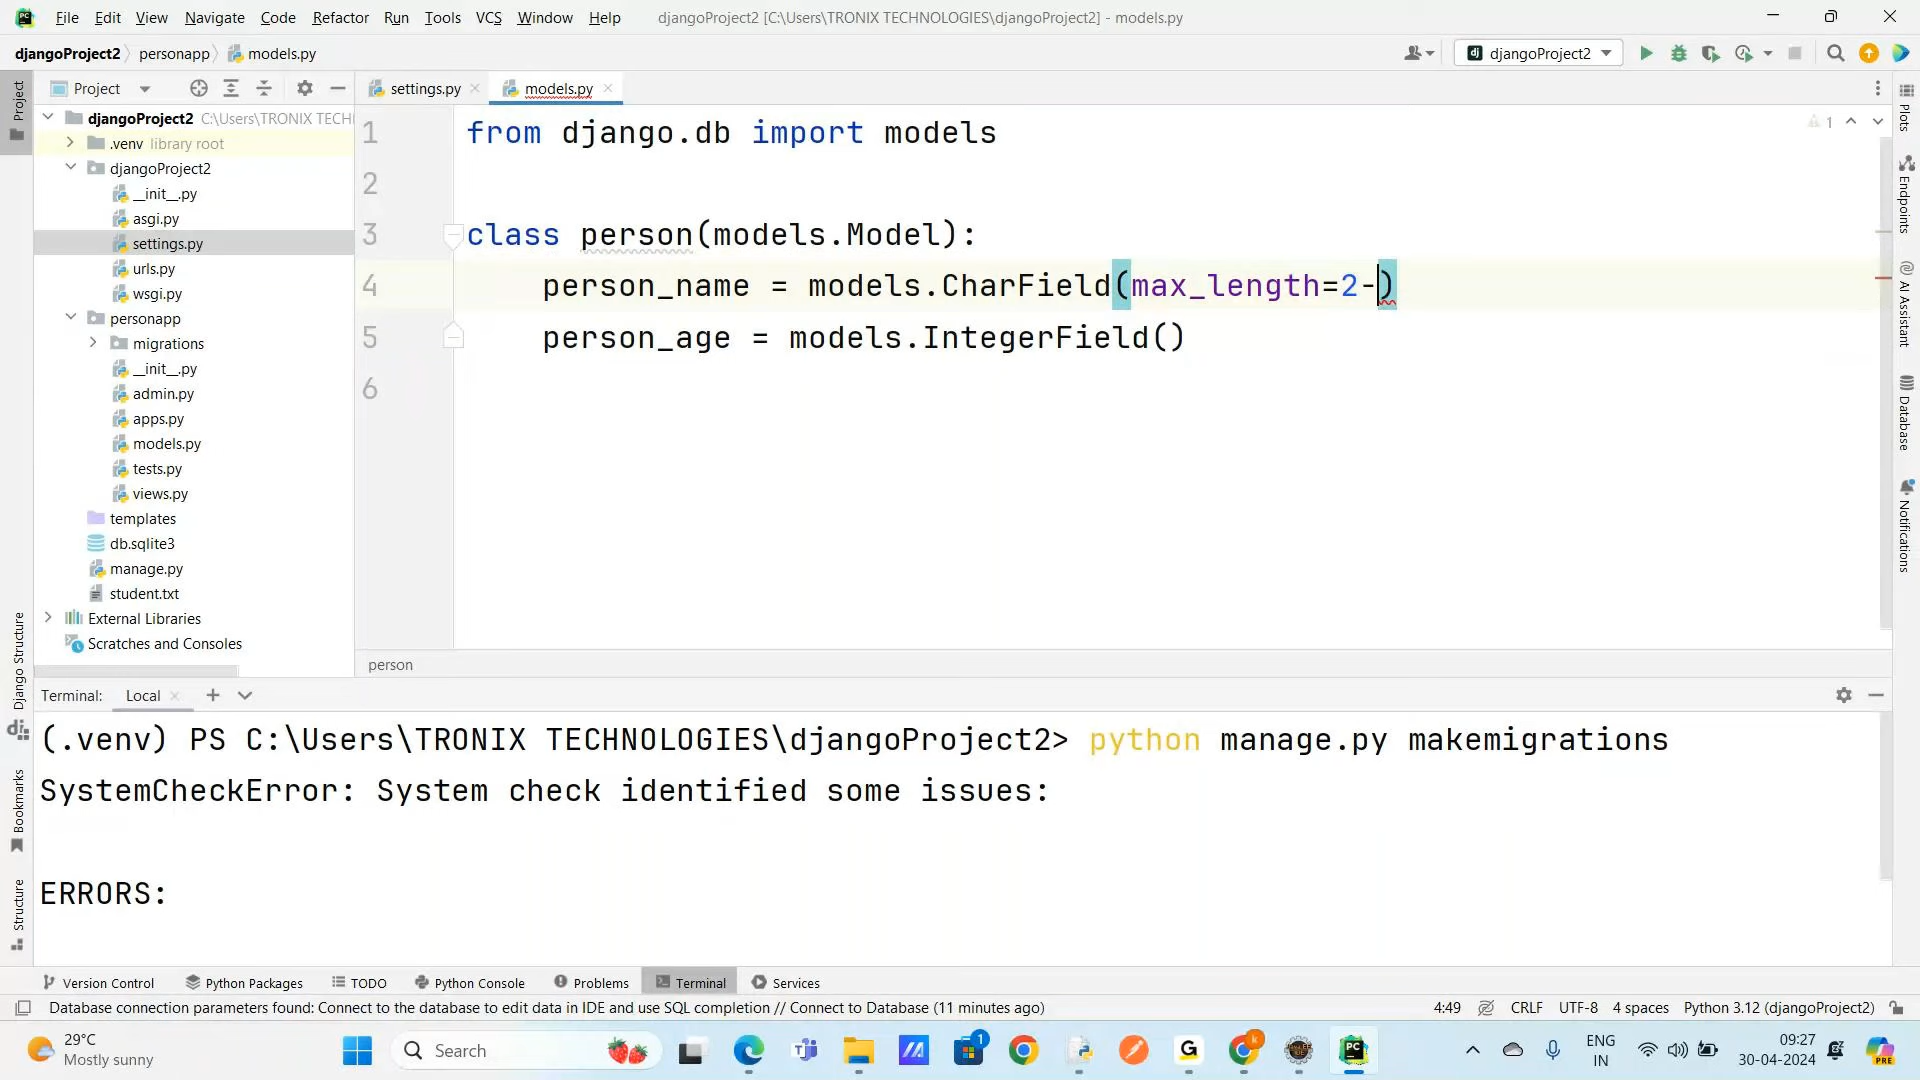 File Edit View Navigate Code Refactor Run Tools VCS Window Help djangoProject2 [C:\Users\TRONIX TECHNOLOGIES\djangoProject2] - models.py
djangoProject2 personapp models.py djangoProject2
Project settings.py models.py
djangoProject2 C:\Users\TRONIX TECH
.venv library root
djangoProject2
__init__.py
asgi.py
settings.py
urls.py
wsgi.py
personapp
migrations
__init__.py
admin.py
apps.py
models.py
tests.py
views.py
templates
db.sqlite3
manage.py
student.txt
External Libraries
Scratches and Consoles
1 from django.db import models
2
3 class person(models.Model):
4 person_name = models.CharField(max_length=2-)
5 person_age = models.IntegerField()
6
1
person
Project
Django Structure
Bookmarks
Structure
Plots
Endpoints
AI Assistant
Database
Notifications
Terminal: Local
(.venv) PS C:\Users\TRONIX TECHNOLOGIES\djangoProject2> python manage.py makemigrations
SystemCheckError: System check identified some issues:
ERRORS:
Version Control Python Packages TODO Python Console Problems Terminal Services
Database connection parameters found: Connect to the database to edit data in IDE and use SQL completion // Connect to Database (11 minutes ago) 4:49 CRLF UTF-8 4 spaces Python 3.12 (djangoProject2)
29°C
Mostly sunny
Search
1
ENG
IN
09:27
30-04-2024
PRE